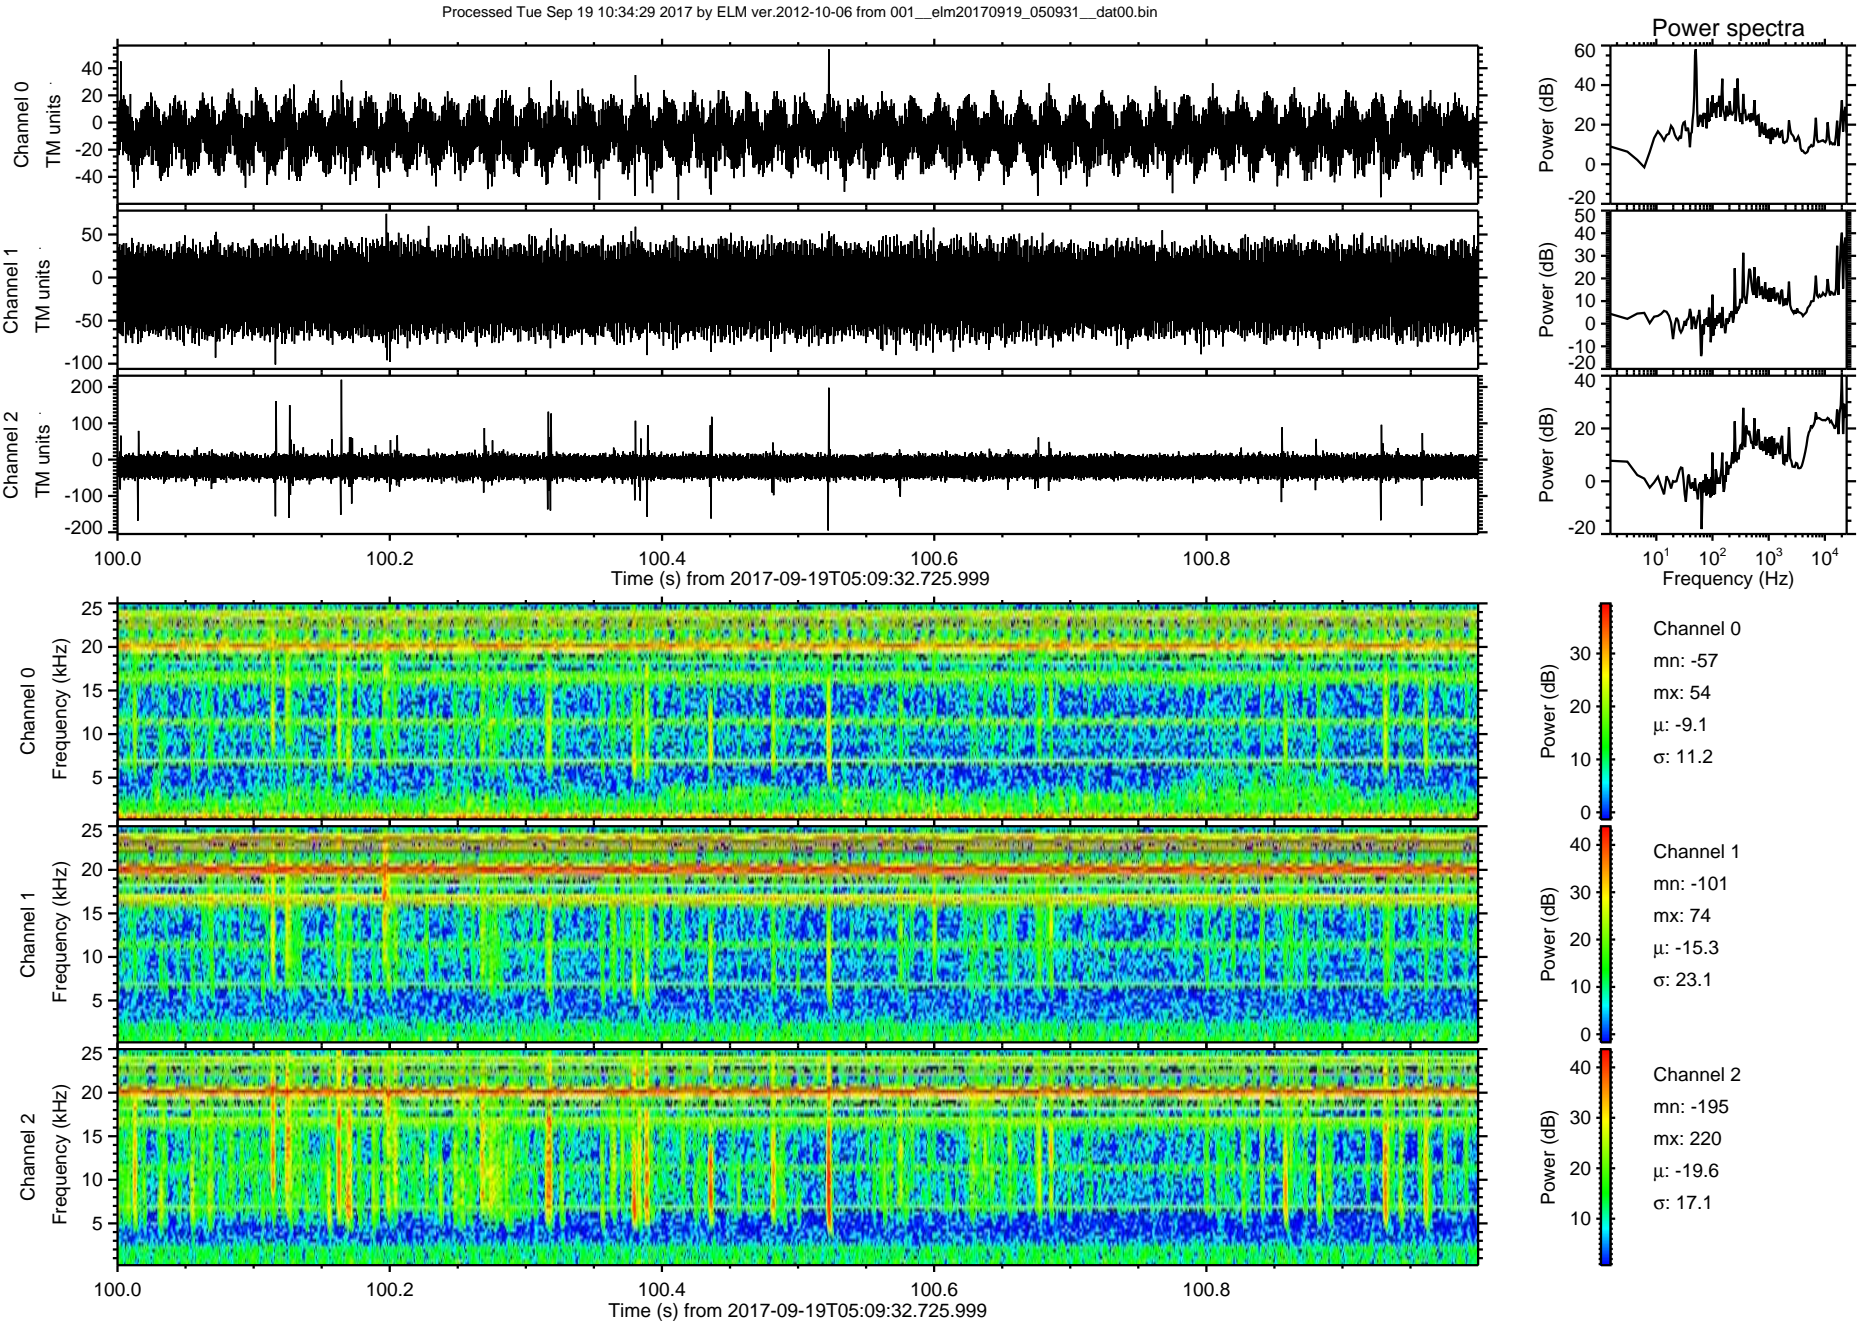 Processed Tue Sep 19 10:34:29 2017 by ELM ver.2012-10-06 from 001__elm20170919_050931__dat00.bin
Power spectra
Channel 0
TM units
40
20
0
-20
-40
Power (dB)
60
40
20
0
-20
Channel 1
TM units
50
0
-50
-100
Power (dB)
50
40
30
20
10
0
-10
-20
Channel 2
TM units
200
100
0
-100
-200
Power (dB)
40
20
0
-20
100.0
100.2
100.4
100.6
100.8
Time (s) from 2017-09-19T05:09:32.725.999
10^1
10^2
10^3
10^4
Frequency (Hz)
Channel 0
Frequency (kHz)
25
20
15
10
5
Power (dB)
30
20
10
0
Channel 0
mn: -57
mx: 54
μ: -9.1
σ: 11.2
Channel 1
Frequency (kHz)
25
20
15
10
5
Power (dB)
40
30
20
10
0
Channel 1
mn: -101
mx: 74
μ: -15.3
σ: 23.1
Channel 2
Frequency (kHz)
25
20
15
10
5
Power (dB)
40
30
20
10
Channel 2
mn: -195
mx: 220
μ: -19.6
σ: 17.1
100.0
100.2
100.4
100.6
100.8
Time (s) from 2017-09-19T05:09:32.725.999